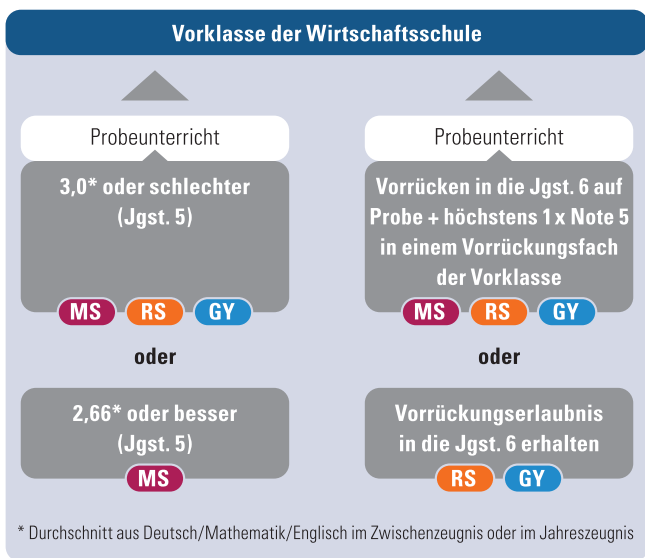 Vorklasse der Wirtschaftsschule
Probeunterricht
3,0* oder schlechter
(Jgst. 5)
MS RS GY
oder
2,66* oder besser
(Jgst. 5)
MS
Probeunterricht
Vorrücken in die Jgst. 6 auf
Probe + höchstens 1 x Note 5
in einem Vorrückungsfach
der Vorklasse
MS RS GY
oder
Vorrückungserlaubnis
in die Jgst. 6 erhalten
RS GY
* Durchschnitt aus Deutsch/Mathematik/Englisch im Zwischenzeugnis oder im Jahreszeugnis